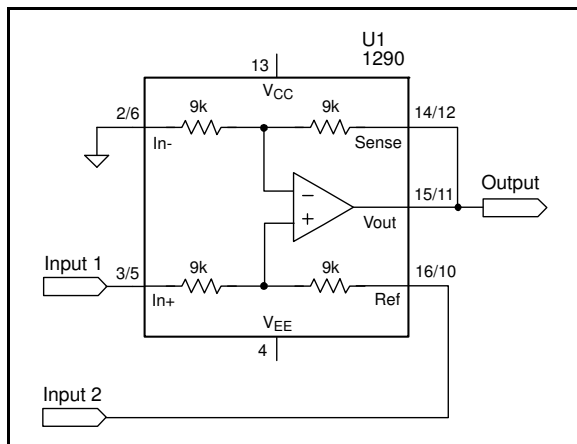 U1
1290
13
VCC
2/6
9k
9k
14/12
In-
Sense
−
+
15/11
Output
Vout
Input 1
3/5
9k
9k
16/10
In+
Ref
VEE
4
Input 2